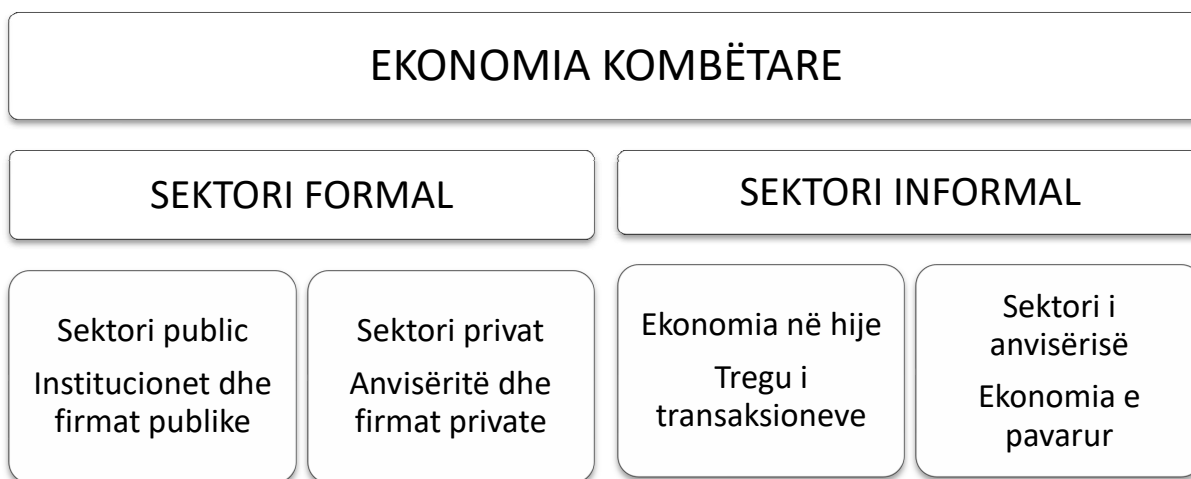 EKONOMIA KOMBËTARE
SEKTORI FORMAL
SEKTORI INFORMAL
Sektori public
Institucionet dhe
firmat publike
Sektori privat
Anvisëritë dhe
firmat private
Ekonomia në hije
Tregu i
transaksioneve
Sektori i
anvisërisë
Ekonomia e
pavarur